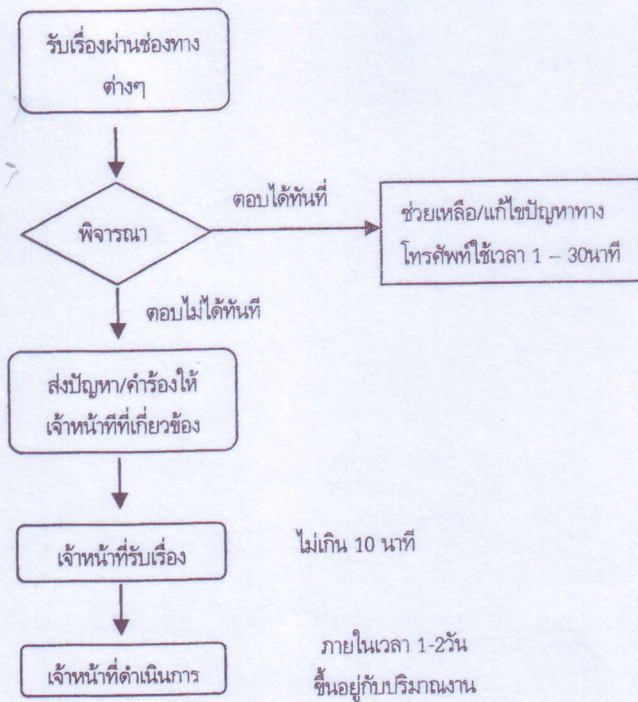 รับเรื่องผ่านช่องทาง
ต่างๆ
ตอบได้ทันที่
พิจารณา
ช่วยเหลือ/แก้ไขปัญหาทาง
โทรศัพท์ใช้เวลา 1 – 30นาที
ตอบไม่ได้ทันที
ส่งปัญหา/คำร้องให้
เจ้าหน้าทีที่เกี่ยวข้อง
เจ้าหน้าที่รับเรื่อง
ไม่เกิน 10 นาที
เจ้าหน้าที่ดำเนินการ
ภายในเวลา 1-2วัน
ขึ้นอยู่กับปริมาณงาน